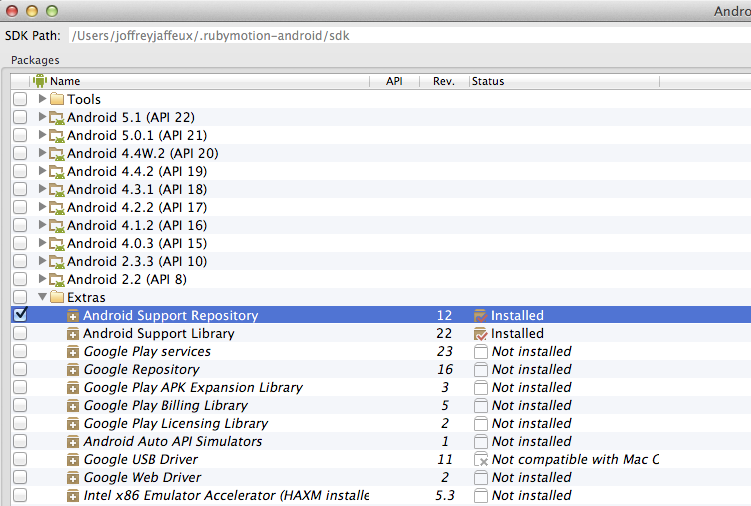 Andro
SDK Path: /Users/joffreyjaffeux/.rubymotion-android/sdk
Packages
Name API Rev. Status
Tools
Android 5.1 (API 22)
Android 5.0.1 (API 21)
Android 4.4W.2 (API 20)
Android 4.4.2 (API 19)
Android 4.3.1 (API 18)
Android 4.2.2 (API 17)
Android 4.1.2 (API 16)
Android 4.0.3 (API 15)
Android 2.3.3 (API 10)
Android 2.2 (API 8)
Extras
Android Support Repository 12 Installed
Android Support Library 22 Installed
Google Play services 23 Not installed
Google Repository 16 Not installed
Google Play APK Expansion Library 3 Not installed
Google Play Billing Library 5 Not installed
Google Play Licensing Library 2 Not installed
Android Auto API Simulators 1 Not installed
Google USB Driver 11 Not compatible with Mac O
Google Web Driver 2 Not installed
Intel x86 Emulator Accelerator (HAXM installe 5.3 Not installed